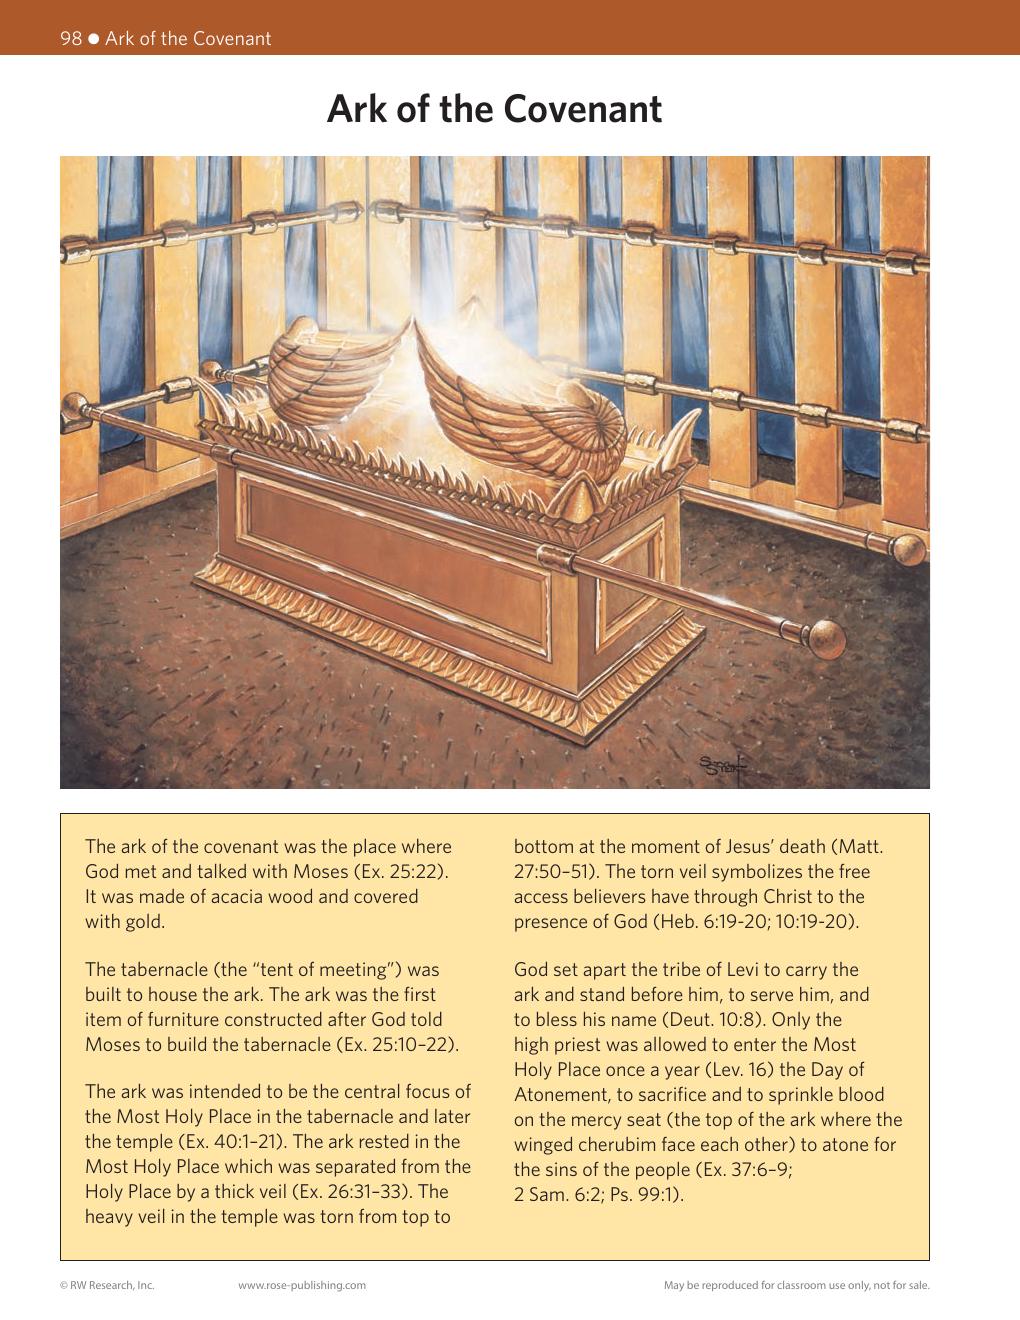 98 ● Ark of the Covenant
Ark of the Covenant
The ark of the covenant was the place where
God met and talked with Moses (Ex. 25:22).
It was made of acacia wood and covered
with gold.
The tabernacle (the “tent of meeting”) was
built to house the ark. The ark was the first
item of furniture constructed after God told
Moses to build the tabernacle (Ex. 25:10–22).
The ark was intended to be the central focus of
the Most Holy Place in the tabernacle and later
the temple (Ex. 40:1–21). The ark rested in the
Most Holy Place which was separated from the
Holy Place by a thick veil (Ex. 26:31–33). The
heavy veil in the temple was torn from top to
bottom at the moment of Jesus’ death (Matt.
27:50–51). The torn veil symbolizes the free
access believers have through Christ to the
presence of God (Heb. 6:19-20; 10:19-20).
God set apart the tribe of Levi to carry the
ark and stand before him, to serve him, and
to bless his name (Deut. 10:8). Only the
high priest was allowed to enter the Most
Holy Place once a year (Lev. 16) the Day of
Atonement, to sacrifice and to sprinkle blood
on the mercy seat (the top of the ark where the
winged cherubim face each other) to atone for
the sins of the people (Ex. 37:6–9;
2 Sam. 6:2; Ps. 99:1).
© RW Research, Inc. www.rose-publishing.com May be reproduced for classroom use only, not for sale.